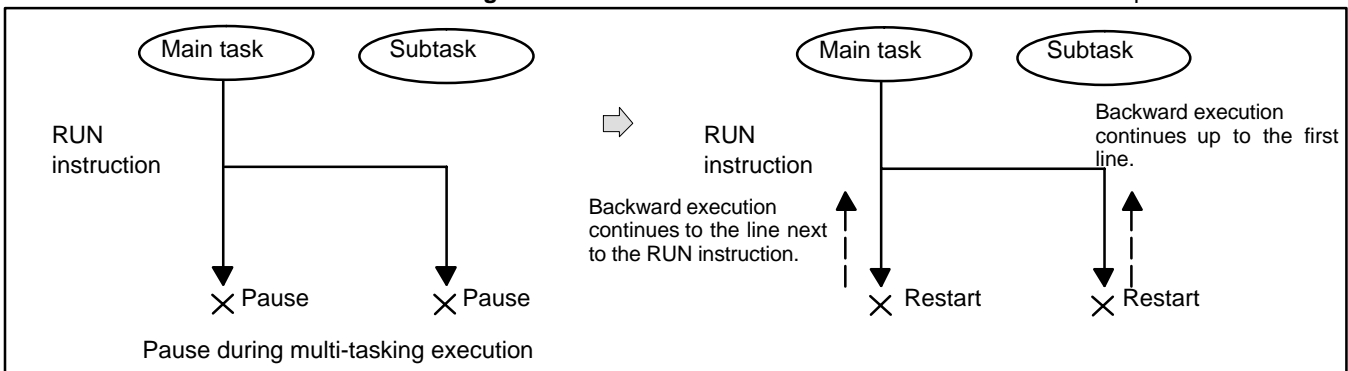 Main task
Subtask
RUN
instruction
Pause
Pause
Pause during multi-tasking execution
Main task
Subtask
RUN
instruction
Backward execution
continues up to the first
line.
Backward execution
continues to the line next
to the RUN instruction.
Restart
Restart